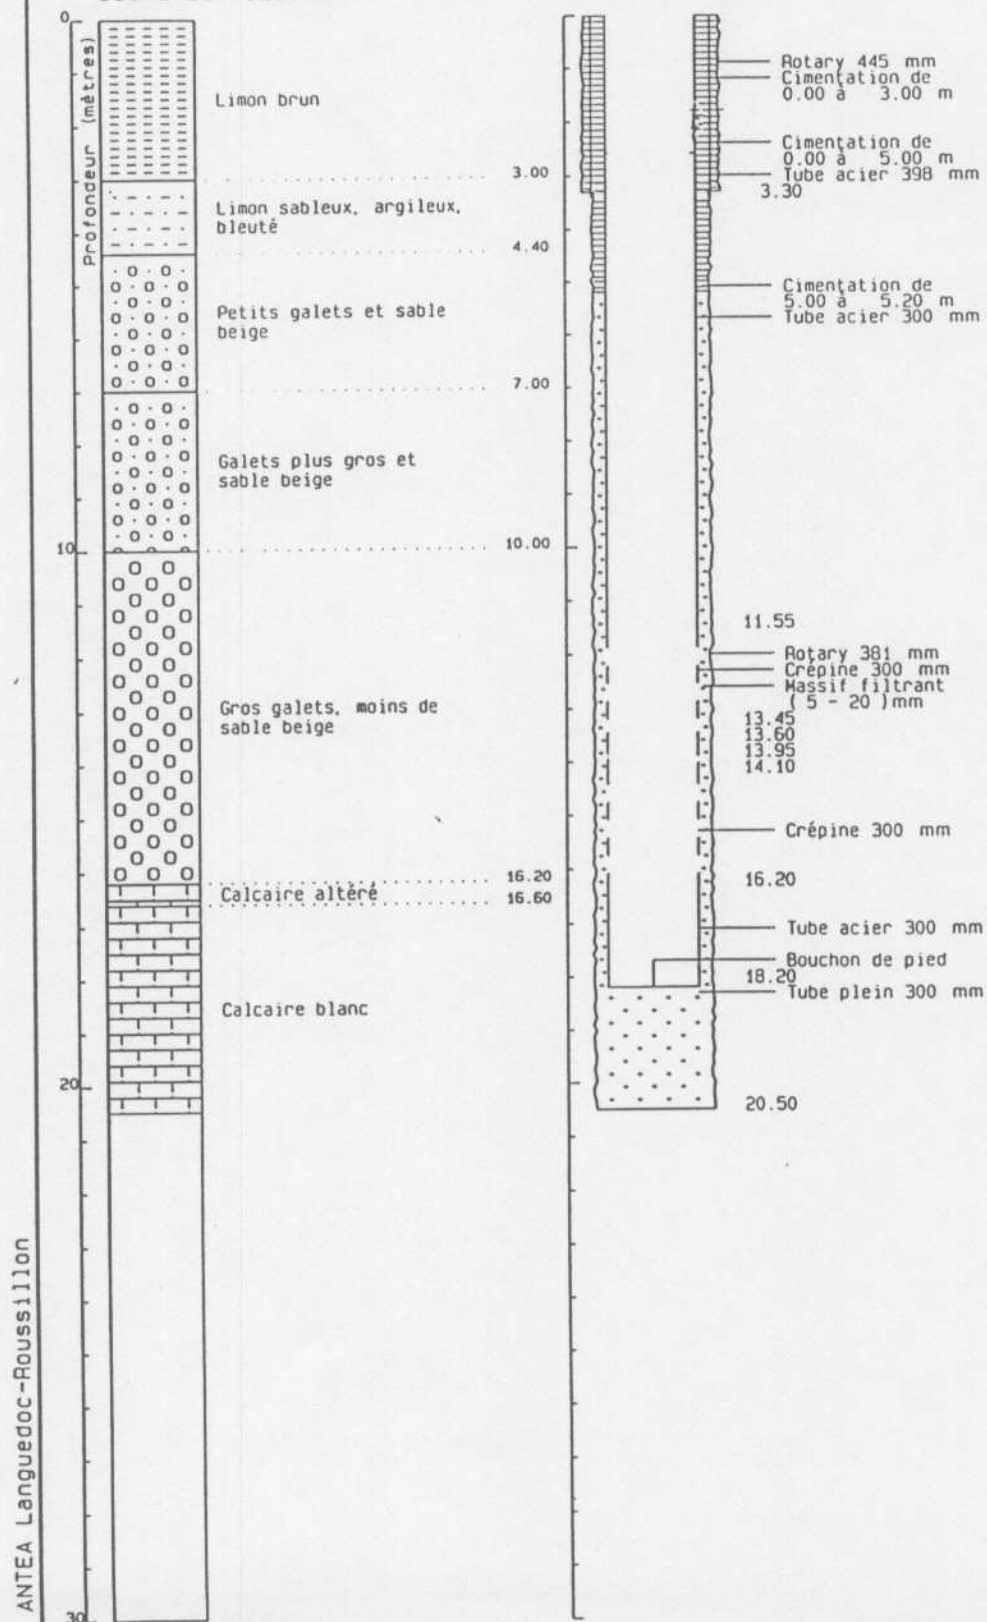 0
Profondeur (mètres)
Limon brun
3.00
Limon sableux, argileux,
bleuté
4.40
Petits galets et sable
beige
7.00
Galets plus gros et
sable beige
10.00
10
Gros galets, moins de
sable beige
16.20
Calcaire altéré
16.60
Calcaire blanc
20
30
Rotary 445 mm
Cimentation de
0.00 à 3.00 m
Cimentation de
0.00 à 5.00 m
Tube acier 398 mm
3.30
Cimentation de
5.00 à 5.20 m
Tube acier 300 mm
11.55
Rotary 381 mm
Crépine 300 mm
Massif filtrant
( 5 - 20 )mm
13.45
13.60
13.95
14.10
Crépine 300 mm
16.20
Tube acier 300 mm
Bouchon de pied
18.20
Tube plein 300 mm
20.50
ANTEA Languedoc-Roussillon